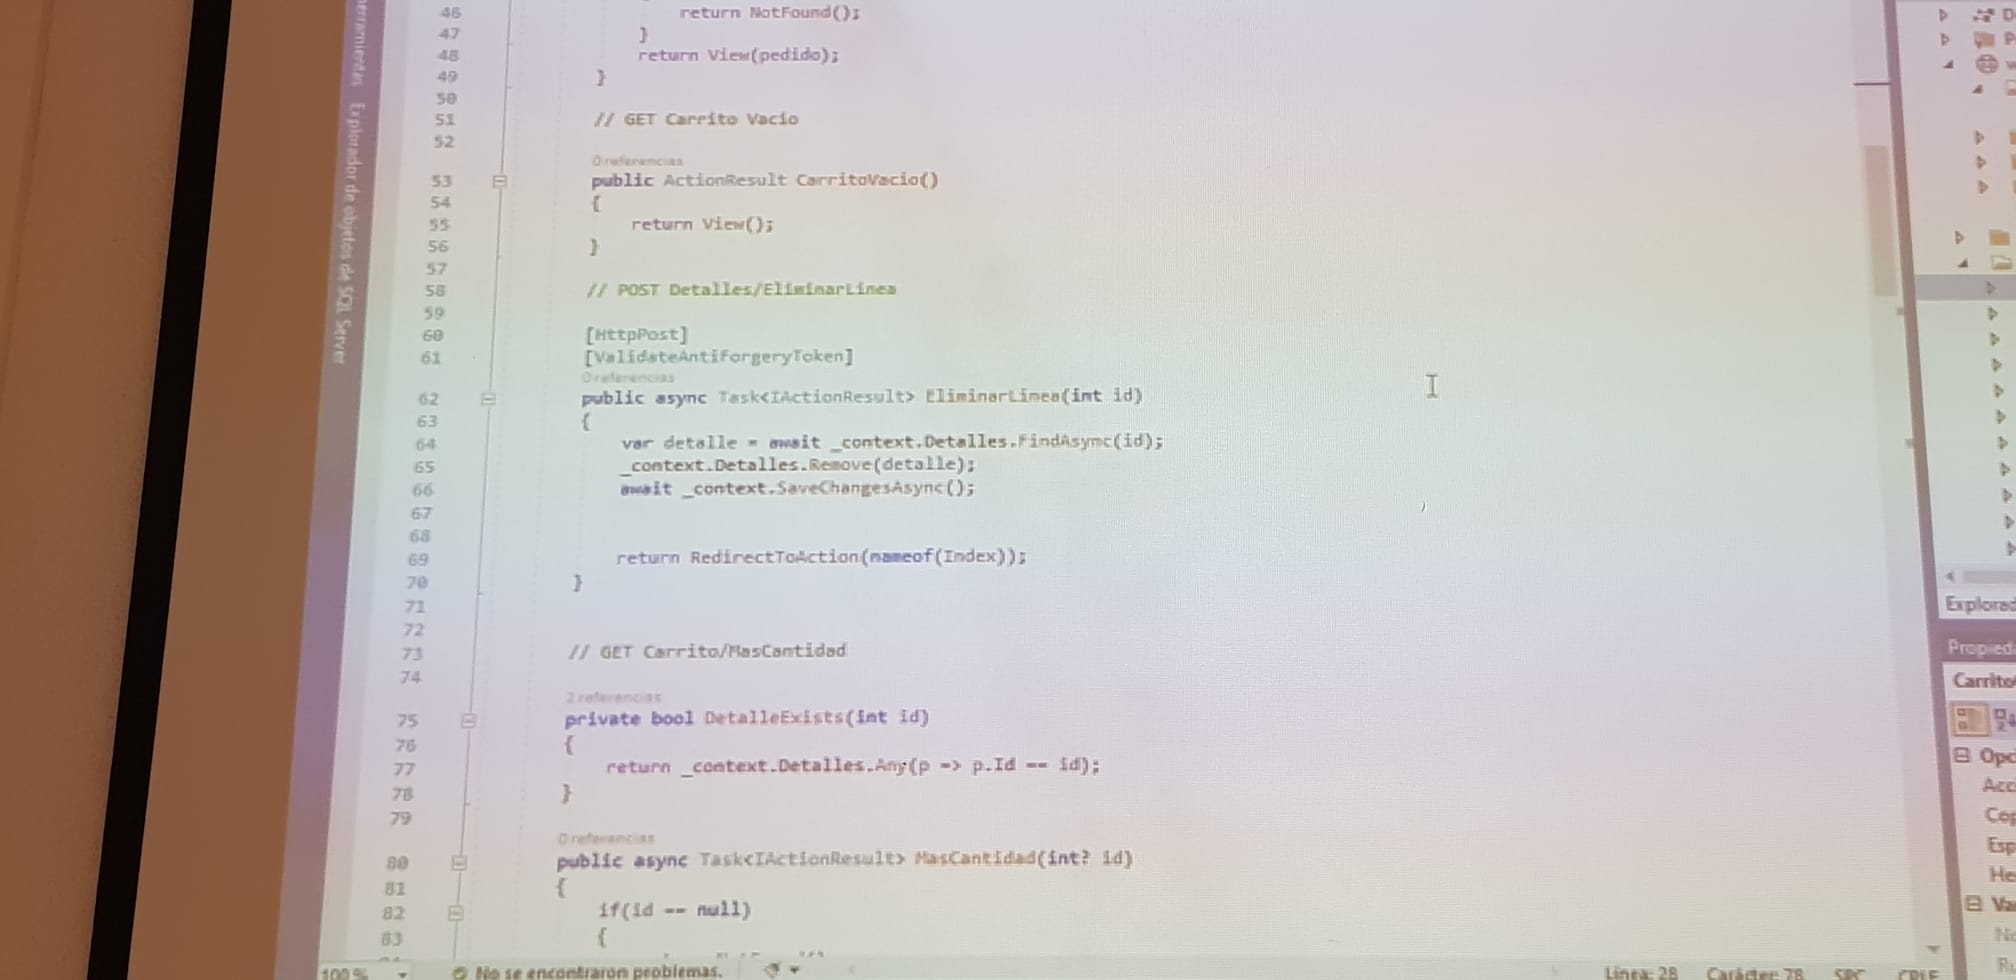 herramientas Explorador de objetos de SQL Server
46 return NotFound();
47 }
48 return View(pedido);
49 }
50
51 // GET Carrito Vacio
52
0 referencias
53 public ActionResult CarritoVacio()
54 {
55 return View();
56 }
57
58 // POST Detalles/EliminarLinea
59
60 [HttpPost]
61 [ValidateAntiForgeryToken]
0 referencias
62 public async Task<IActionResult> EliminarLinea(int id)
63 {
64 var detalle = await _context.Detalles.FindAsync(id);
65 _context.Detalles.Remove(detalle);
66 await _context.SaveChangesAsync();
67
68
69 return RedirectToAction(nameof(Index));
70 }
71
72
73 // GET Carrito/MasCantidad
74
2 referencias
75 private bool DetalleExists(int id)
76 {
77 return _context.Detalles.Any(p => p.Id == id);
78 }
79
0 referencias
80 public async Task<IActionResult> MasCantidad(int? id)
81 {
82 if(id == null)
83 {
100 %
No se encontraron problemas.
Línea: 28 Carácter: 78 SPC CRLF
Explorad
Propied
Carrito
Opc
Acc
Cop
Esp
He
Va